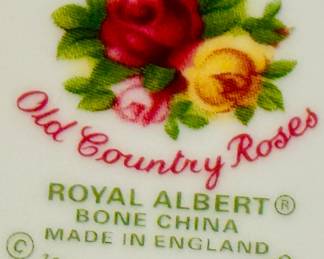 Old Country Roses
ROYAL ALBERT®
BONE CHINA
MADE IN ENGLAND
©